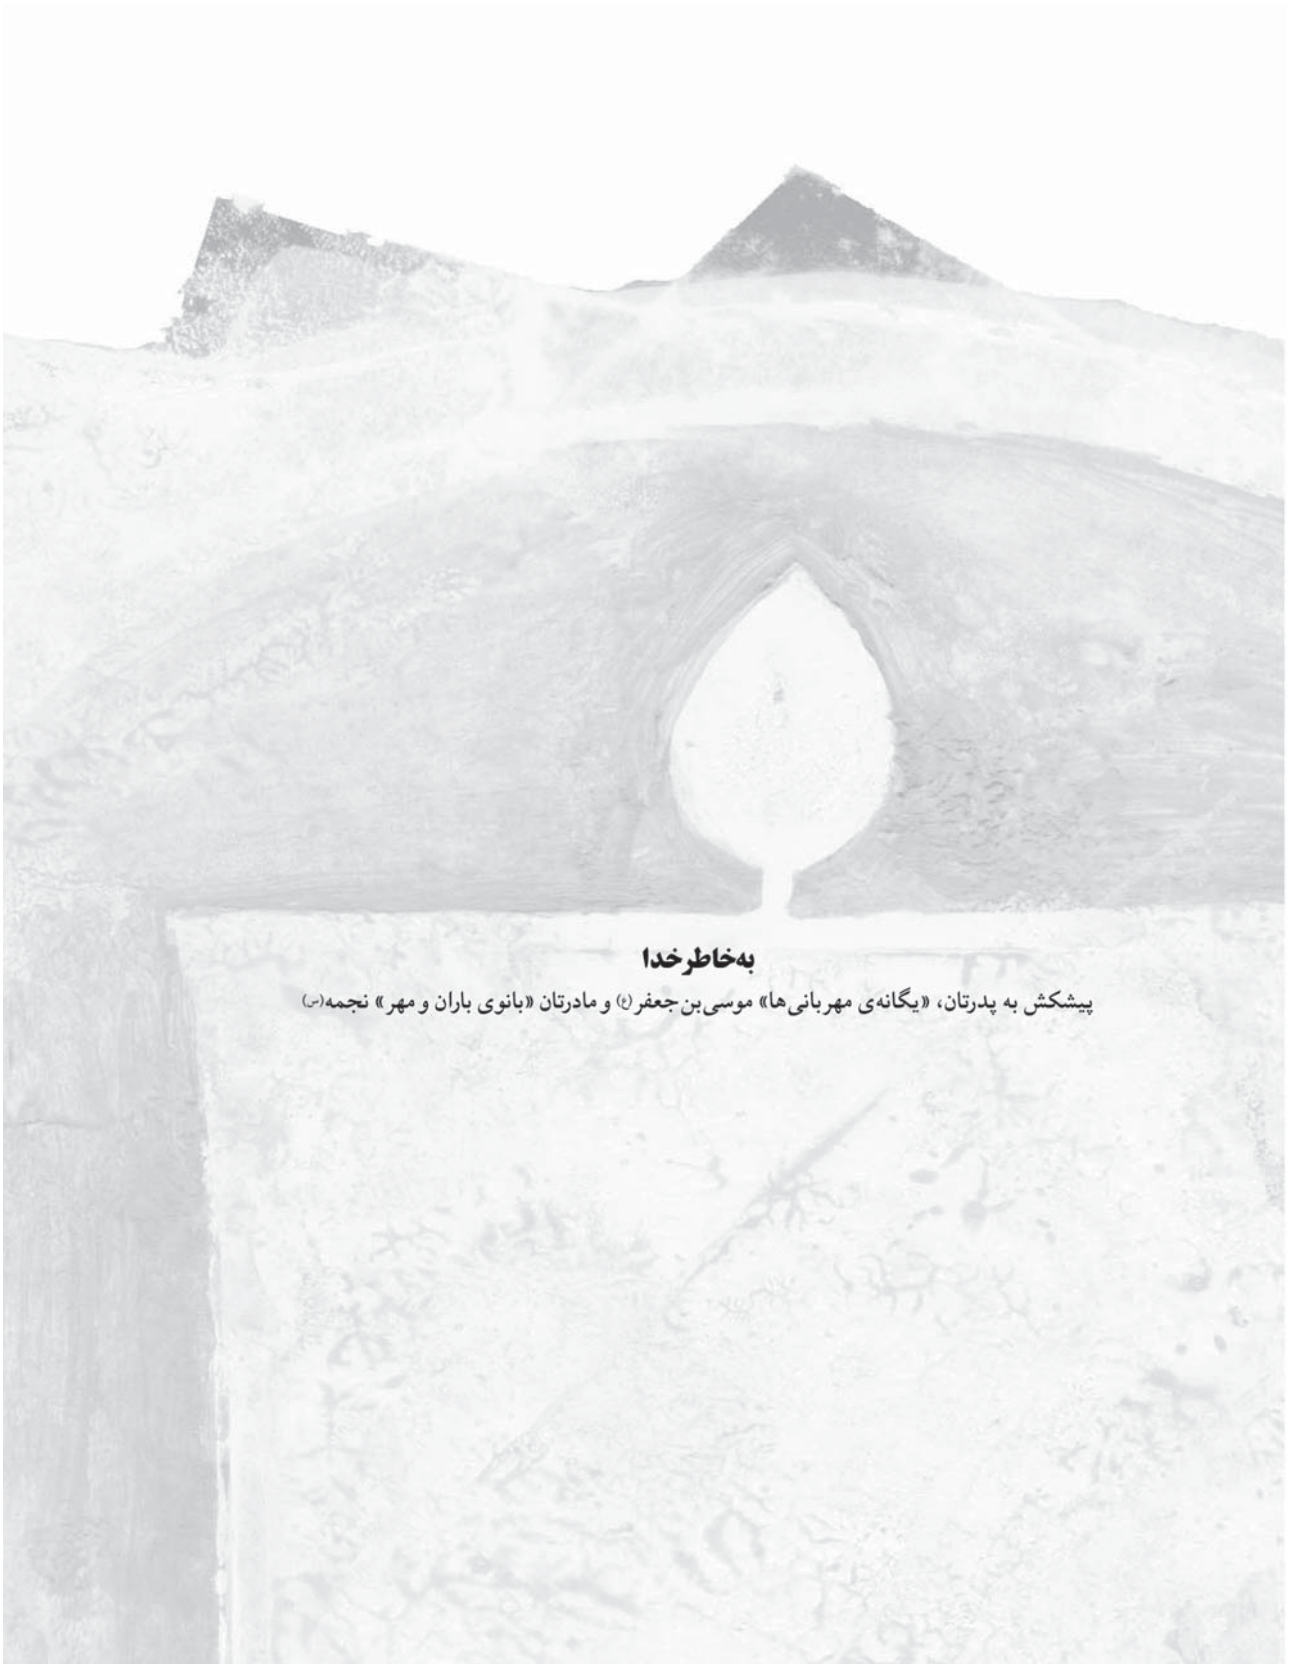 به‌خاطر خدا
پیشکش به پدرتان، «یگانه‌ی مهربانی‌ها» موسی‌بن‌جعفر(ع) و مادرتان «بانوی باران و مهر» نجمه(س)